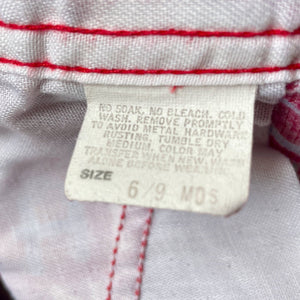 NO SOAK. NO BLEACH. COLD
WASH. REMOVE PROMPTLY
TO AVOID METAL HARDWARE
RUSTING. TUMBLE DRY
MEDIUM. COLOR MAY
TRANSFER WHEN NEW. WASH
ALONE BEFORE WEARING.
SIZE
6/9 MOS